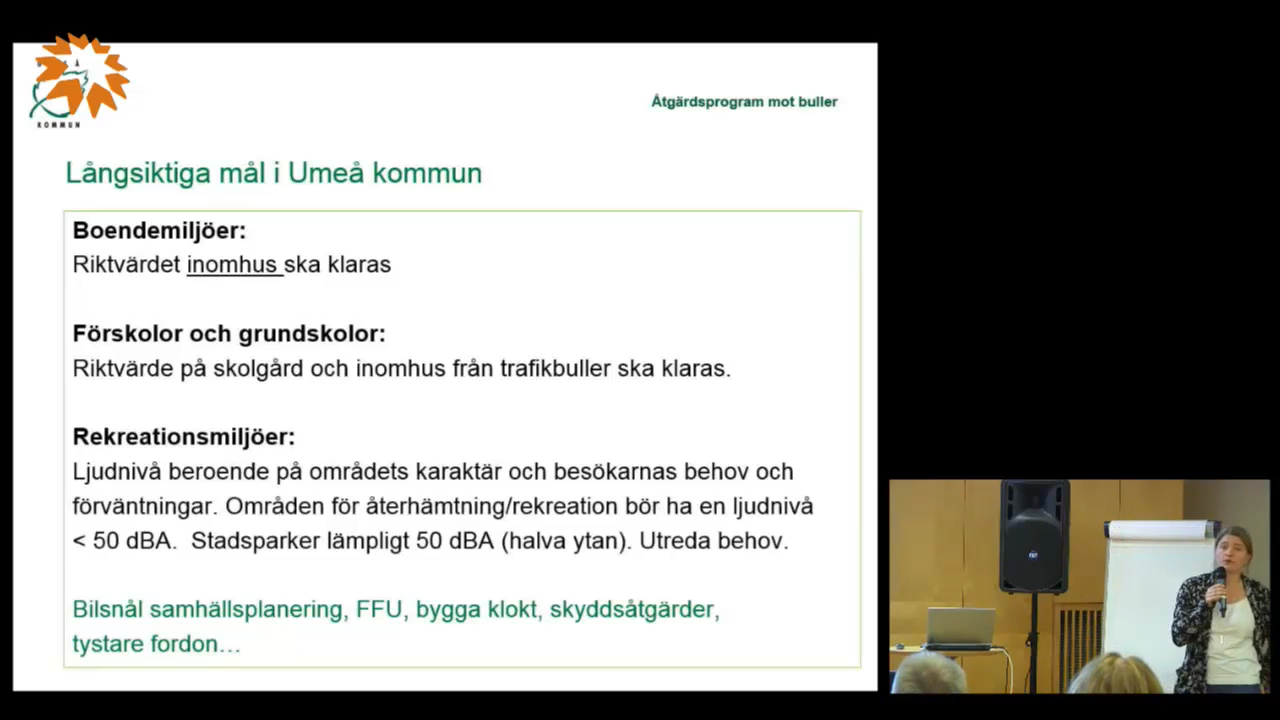 KOMMUN
Åtgärdsprogram mot buller
Långsiktiga mål i Umeå kommun
Boendemiljöer:
Riktvärdet inomhus ska klaras
Förskolor och grundskolor:
Riktvärde på skolgård och inomhus från trafikbuller ska klaras.
Rekreationsmiljöer:
Ljudnivå beroende på områdets karaktär och besökarnas behov och
förväntningar. Områden för återhämtning/rekreation bör ha en ljudnivå
< 50 dBA. Stadsparker lämpligt 50 dBA (halva ytan). Utreda behov.
Bilsnål samhällsplanering, FFU, bygga klokt, skyddsåtgärder,
tystare fordon…